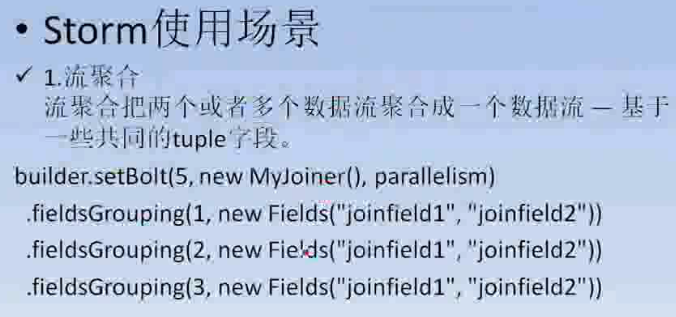 • Storm使用场景
✓ 1.流聚合
流聚合把两个或者多个数据流聚合成一个数据流 — 基于
一些共同的tuple字段。
builder.setBolt(5, new MyJoiner(), parallelism)
.fieldsGrouping(1, new Fields("joinfield1", "joinfield2"))
.fieldsGrouping(2, new Fields("joinfield1", "joinfield2"))
.fieldsGrouping(3, new Fields("joinfield1", "joinfield2"))